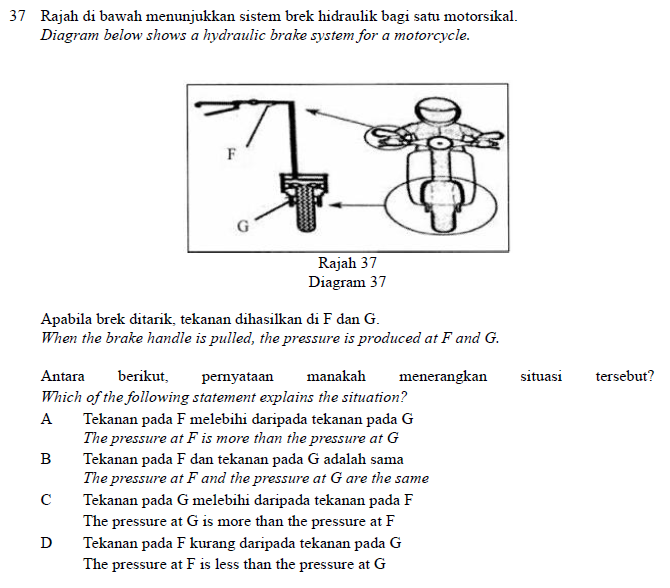 37 Rajah di bawah menunjukkan sistem brek hidraulik bagi satu motorsikal.
Diagram below shows a hydraulic brake system for a motorcycle.
F
G
Rajah 37
Diagram 37
Apabila brek ditarik, tekanan dihasilkan di F dan G.
When the brake handle is pulled, the pressure is produced at F and G.
Antara berikut, pernyataan manakah menerangkan situasi tersebut?
Which of the following statement explains the situation?
A Tekanan pada F melebihi daripada tekanan pada G
The pressure at F is more than the pressure at G
B Tekanan pada F dan tekanan pada G adalah sama
The pressure at F and the pressure at G are the same
C Tekanan pada G melebihi daripada tekanan pada F
The pressure at G is more than the pressure at F
D Tekanan pada F kurang daripada tekanan pada G
The pressure at F is less than the pressure at G